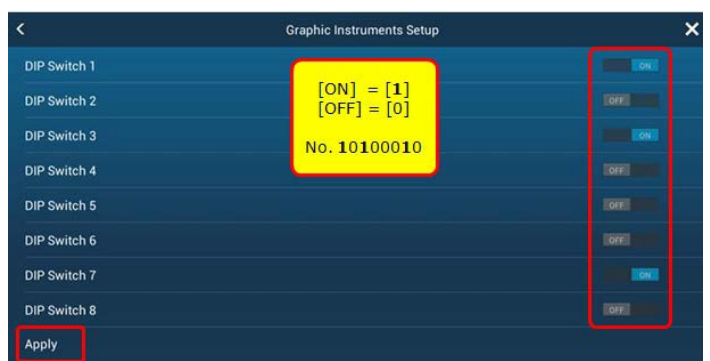 Graphic Instruments Setup
DIP Switch 1 ON
[ON] = [1]
DIP Switch 2 OFF
[OFF] = [0]
DIP Switch 3 ON
No. 10100010
DIP Switch 4 OFF
DIP Switch 5 OFF
DIP Switch 6 OFF
DIP Switch 7 ON
DIP Switch 8 OFF
Apply